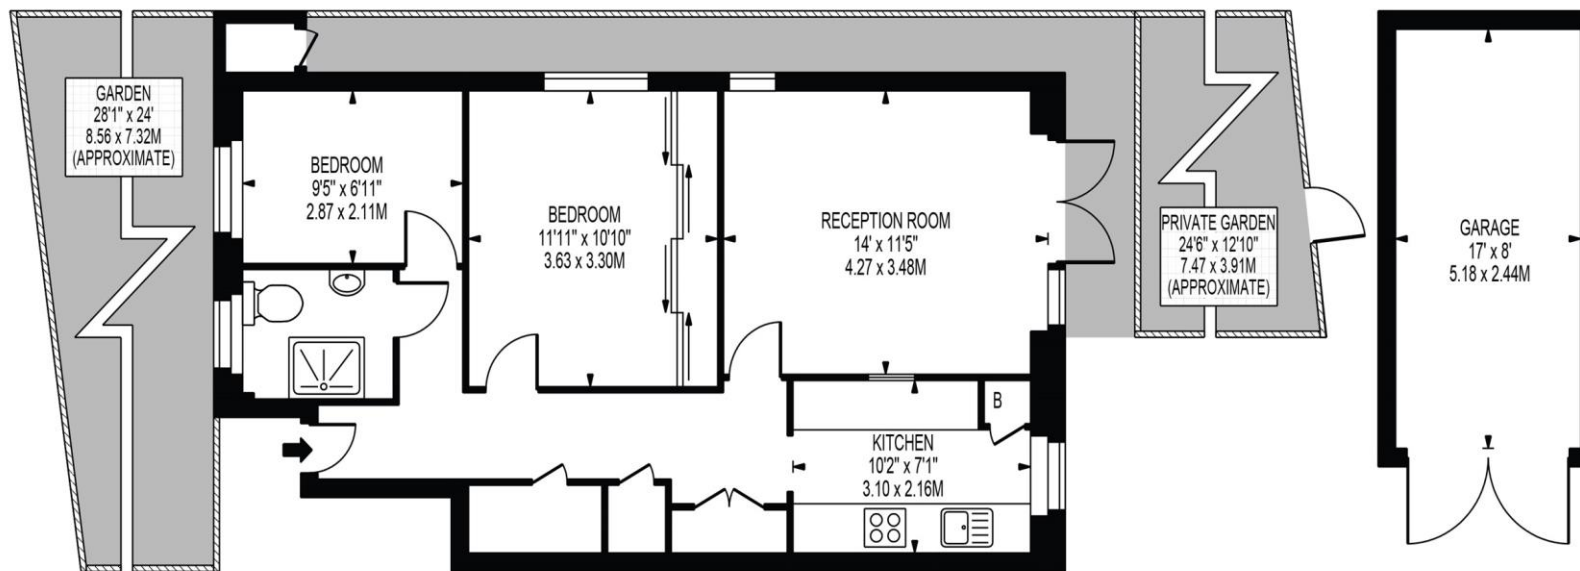 GARDEN
28'1" x 24'
8.56 x 7.32M
(APPROXIMATE)
BEDROOM
9'5" x 6'11"
2.87 x 2.11M
BEDROOM
11'11" x 10'10"
3.63 x 3.30M
RECEPTION ROOM
14' x 11'5"
4.27 x 3.48M
PRIVATE GARDEN
24'6" x 12'10"
7.47 x 3.91M
(APPROXIMATE)
GARAGE
17' x 8'
5.18 x 2.44M
B
KITCHEN
10'2" x 7'1"
3.10 x 2.16M